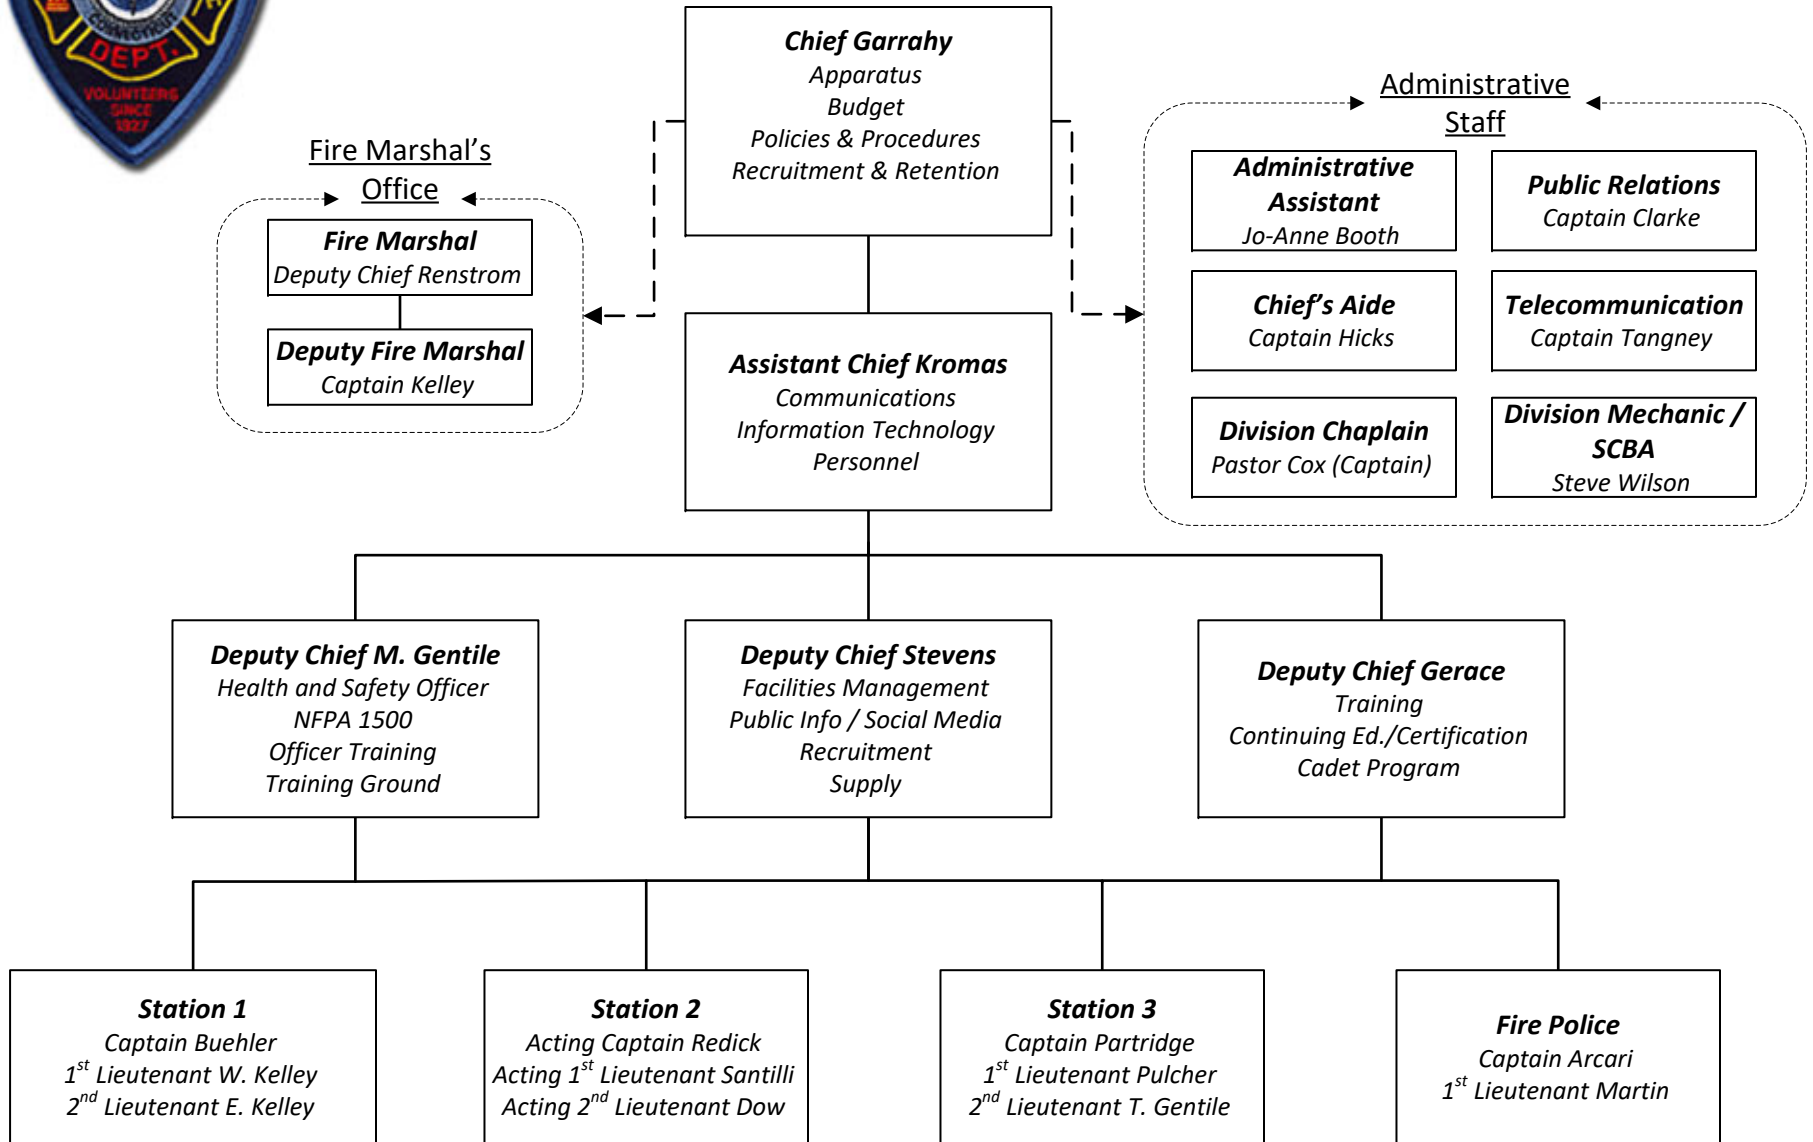 CONNECTICUT
DEPT.
VOLUNTEERS
SINCE
1927
Chief Garrahy
Apparatus
Budget
Policies & Procedures
Recruitment & Retention
Fire Marshal's
Office
Fire Marshal
Deputy Chief Renstrom
Deputy Fire Marshal
Captain Kelley
Administrative
Staff
Administrative
Assistant
Jo-Anne Booth
Public Relations
Captain Clarke
Chief's Aide
Captain Hicks
Telecommunication
Captain Tangney
Division Chaplain
Pastor Cox (Captain)
Division Mechanic /
SCBA
Steve Wilson
Assistant Chief Kromas
Communications
Information Technology
Personnel
Deputy Chief M. Gentile
Health and Safety Officer
NFPA 1500
Officer Training
Training Ground
Deputy Chief Stevens
Facilities Management
Public Info / Social Media
Recruitment
Supply
Deputy Chief Gerace
Training
Continuing Ed./Certification
Cadet Program
Station 1
Captain Buehler
1st Lieutenant W. Kelley
2nd Lieutenant E. Kelley
Station 2
Acting Captain Redick
Acting 1st Lieutenant Santilli
Acting 2nd Lieutenant Dow
Station 3
Captain Partridge
1st Lieutenant Pulcher
2nd Lieutenant T. Gentile
Fire Police
Captain Arcari
1st Lieutenant Martin